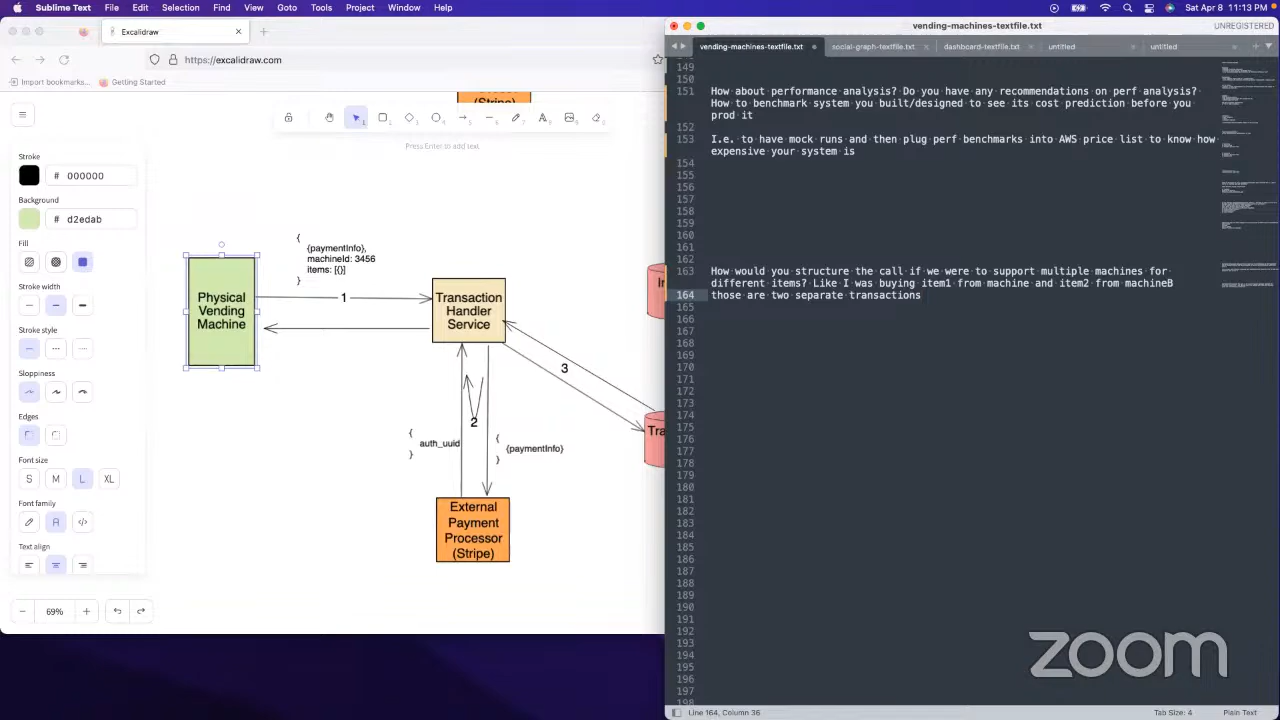 Sublime Text File Edit Selection Find View Goto Tools Project Window Help
Sat Apr 8 11:13 PM
Excalidraw
https://excalidraw.com
Import bookmarks...
Getting Started
(Stripe)
Press Enter to add text
Stroke
# 000000
Background
# d2edab
Fill
Stroke width
Stroke style
Sloppiness
Edges
Font size
S M L XL
Font family
Text align
69%
{
{paymentInfo},
machineId: 3456
items: [{}]
}
Physical
Vending
Machine
1
Transaction
Handler
Service
3
2
{
auth_uuid
}
{
{paymentInfo}
}
External
Payment
Processor
(Stripe)
In
Tra
vending-machines-textfile.txt
UNREGISTERED
vending-machines-textfile.txt
social-graph-textfile.txt
dashboard-textfile.txt
untitled
untitled
149
150
151 How about performance analysis? Do you have any recommendations on perf analysis?
How to benchmark system you built/designed to see its cost prediction before you
prod it
152
153 I.e. to have mock runs and then plug perf benchmarks into AWS price list to know how
expensive your system is
154
155
156
157
158
159
160
161
162
163 How would you structure the call if we were to support multiple machines for
different items? Like I was buying item1 from machine and item2 from machineB
164 those are two separate transactions
165
166
167
168
169
170
171
172
173
174
175
176
177
178
179
180
181
182
183
184
185
186
187
188
189
190
191
192
193
194
195
196
197
198
zoom
Line 164, Column 36
Tab Size: 4
Plain Text